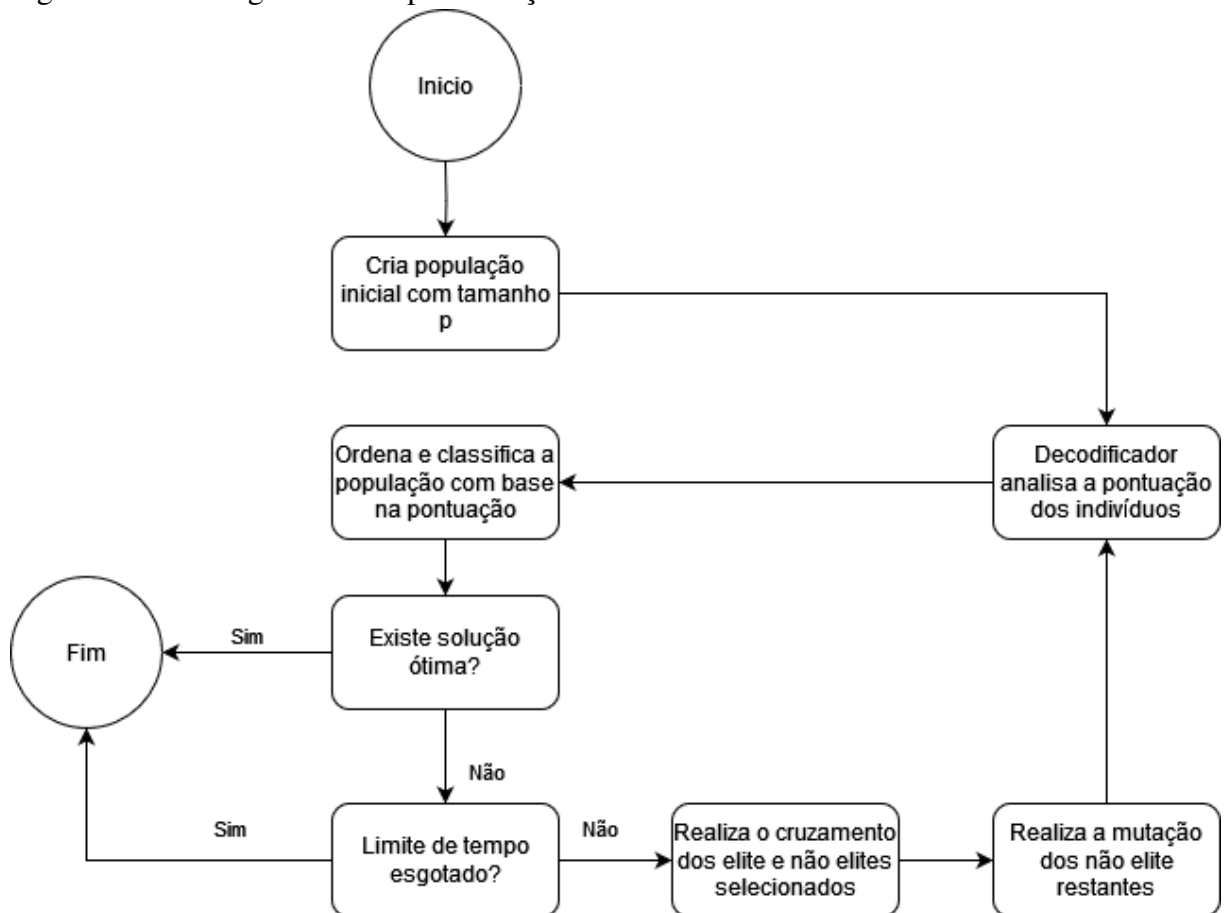 Inicio
Cria população
inicial com tamanho
p
Ordena e classifica a
população com base
na pontuação
Decodificador
analisa a pontuação
dos indivíduos
Fim
Sim
Existe solução
ótima?
Não
Sim
Limite de tempo
esgotado?
Não
Realiza o cruzamento
dos elite e não elites
selecionados
Realiza a mutação
dos não elite
restantes